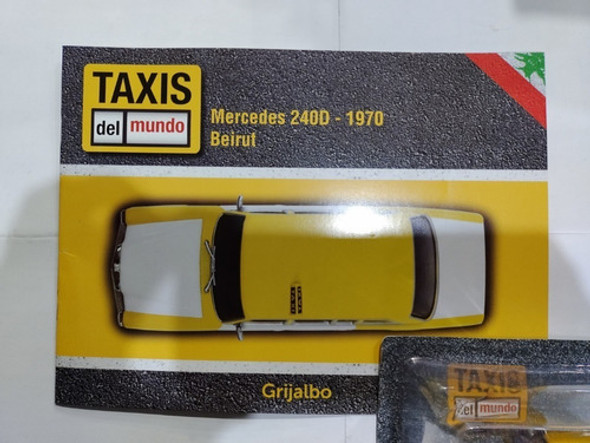 TAXIS
del mundo
Mercedes 240D - 1970
Beirut
Grijalbo
TAXIS
del mundo